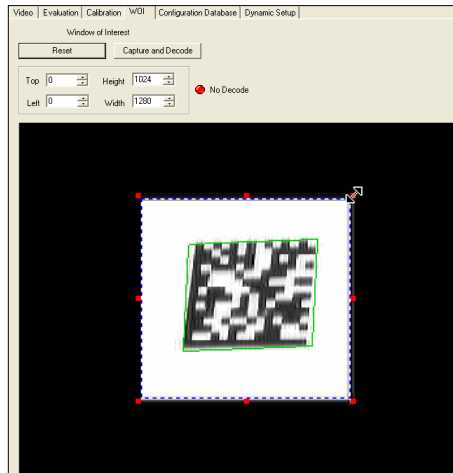 Video Evaluation Calibration WOI Configuration Database Dynamic Setup
Window of Interest
Reset Capture and Decode
Top 0 Height 1024
Left 0 Width 1280
No Decode